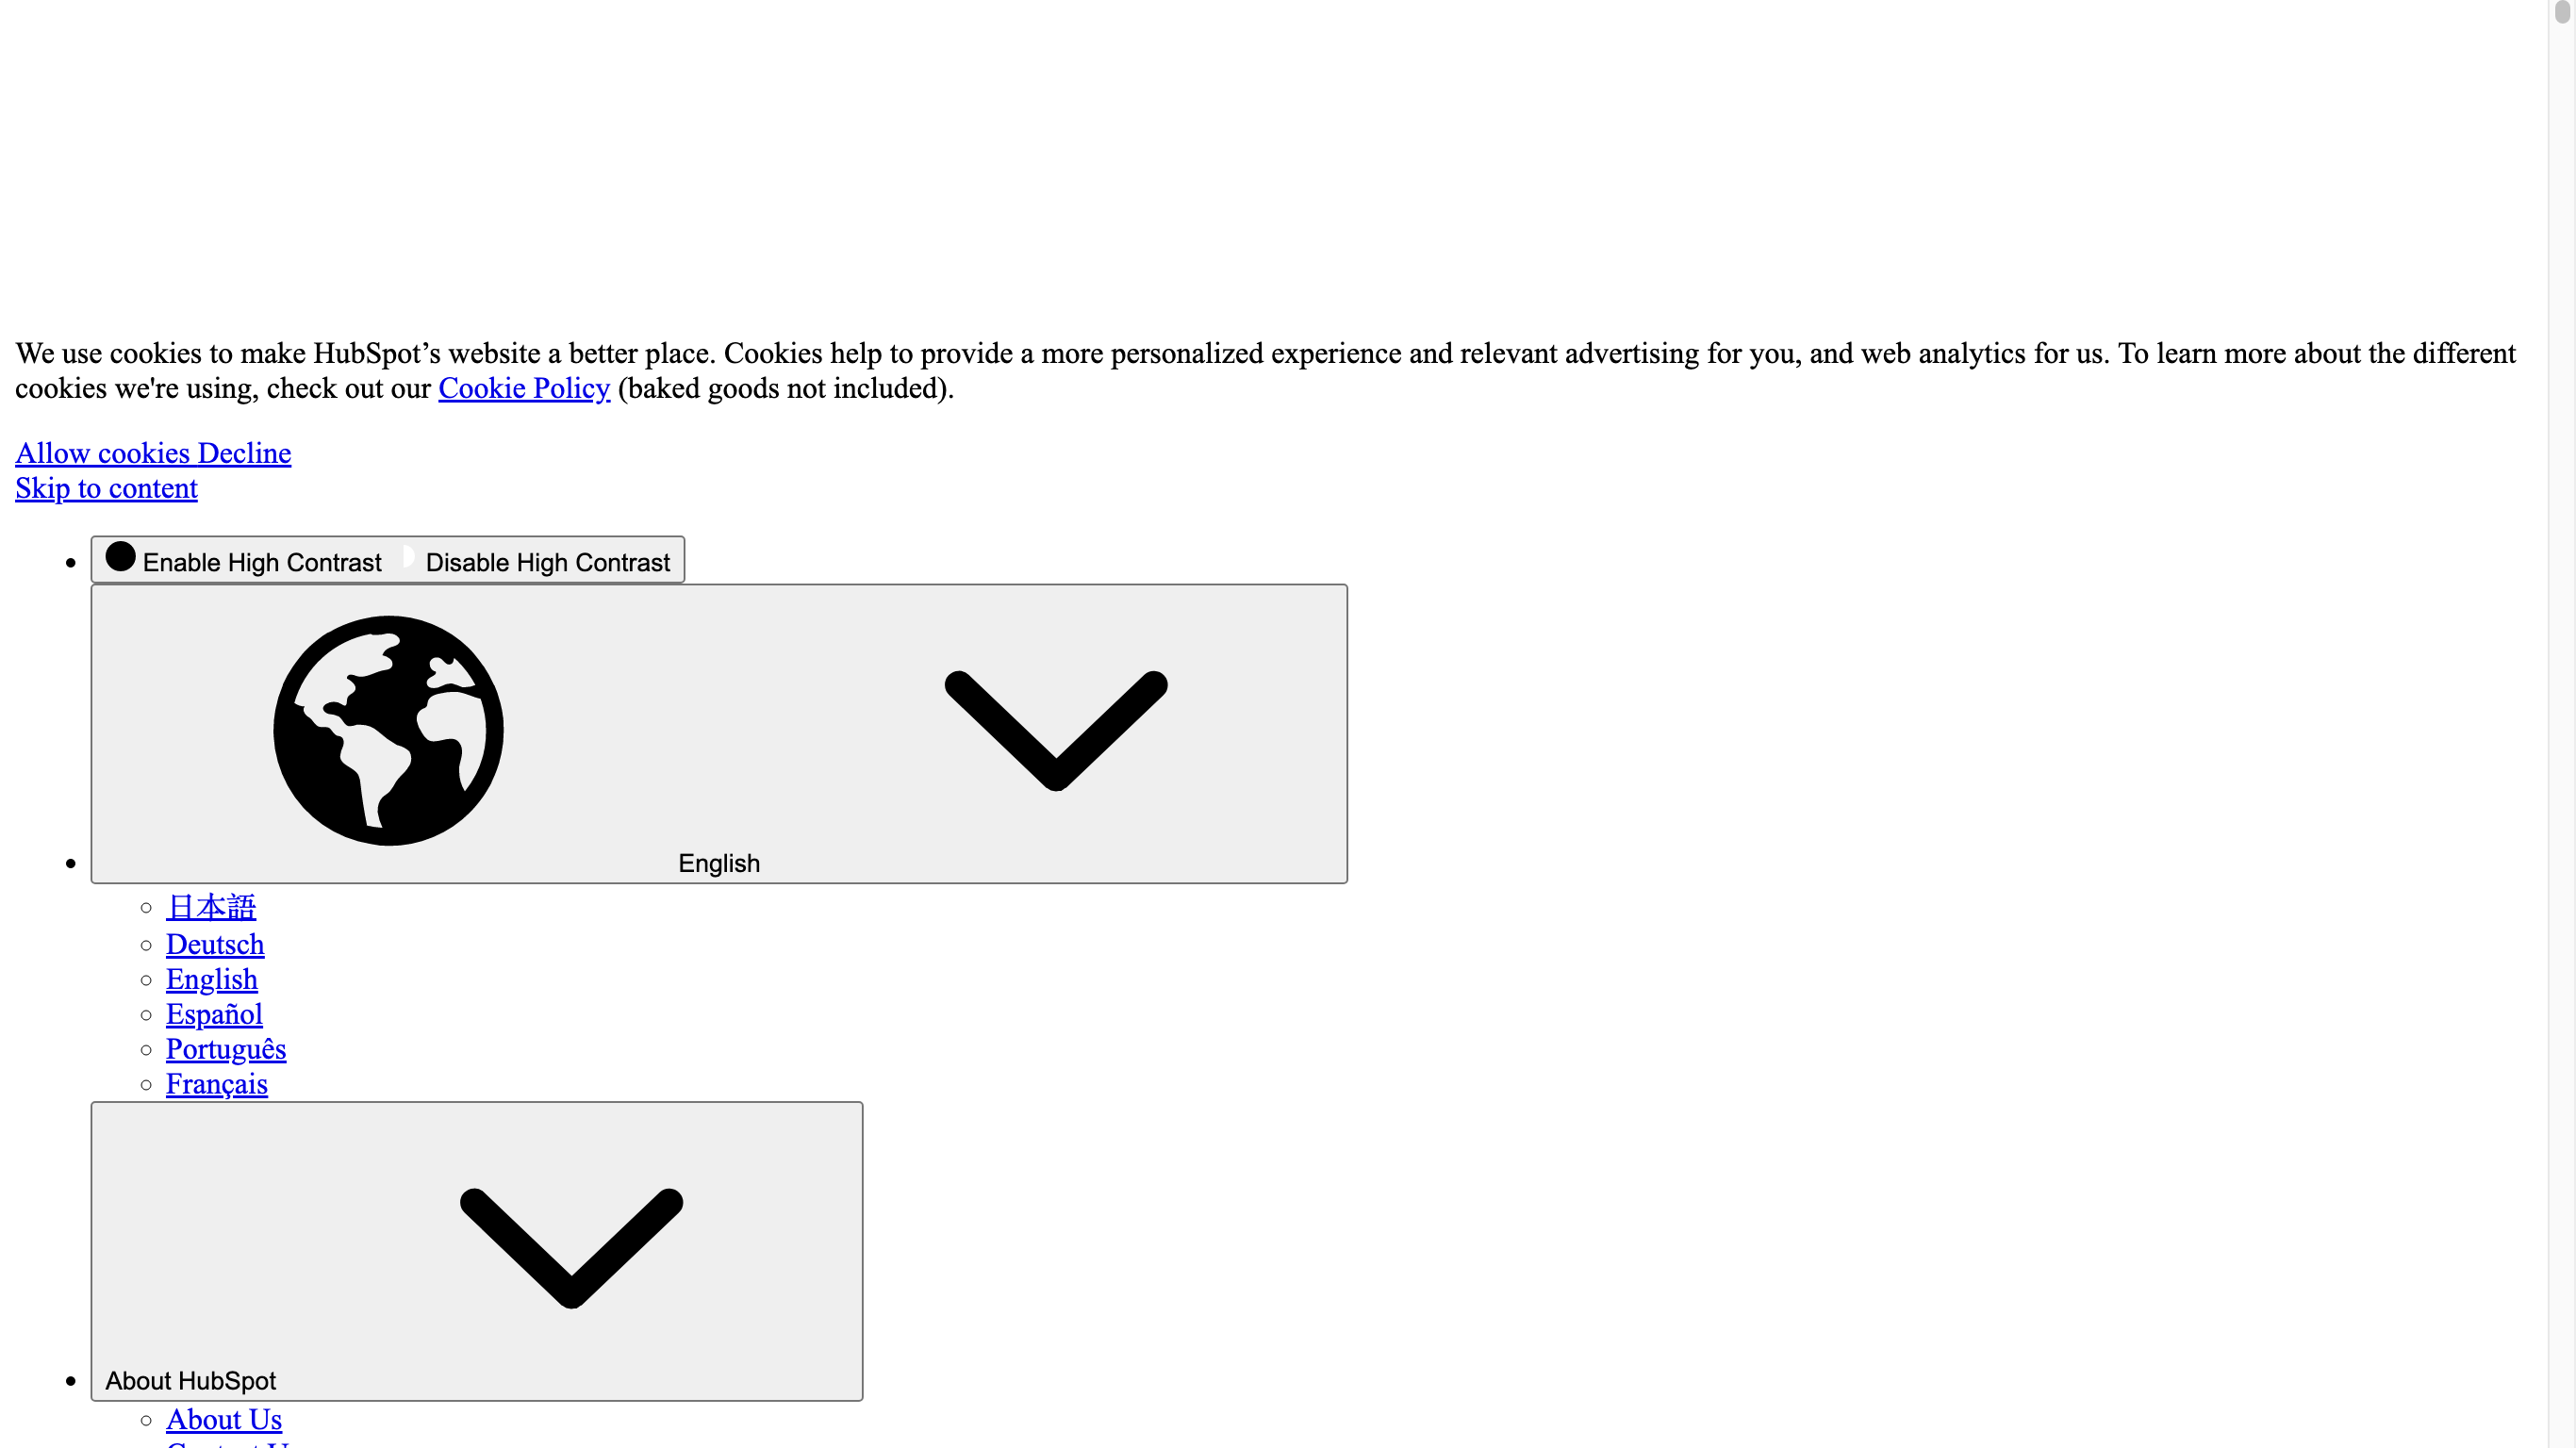 We use cookies to make HubSpot’s website a better place. Cookies help to provide a more personalized experience and relevant advertising for you, and web analytics for us. To learn more about the different
cookies we're using, check out our Cookie Policy (baked goods not included).
Allow cookies Decline
Skip to content
Enable High Contrast Disable High Contrast
English
日本語
Deutsch
English
Español
Português
Français
About HubSpot
About Us